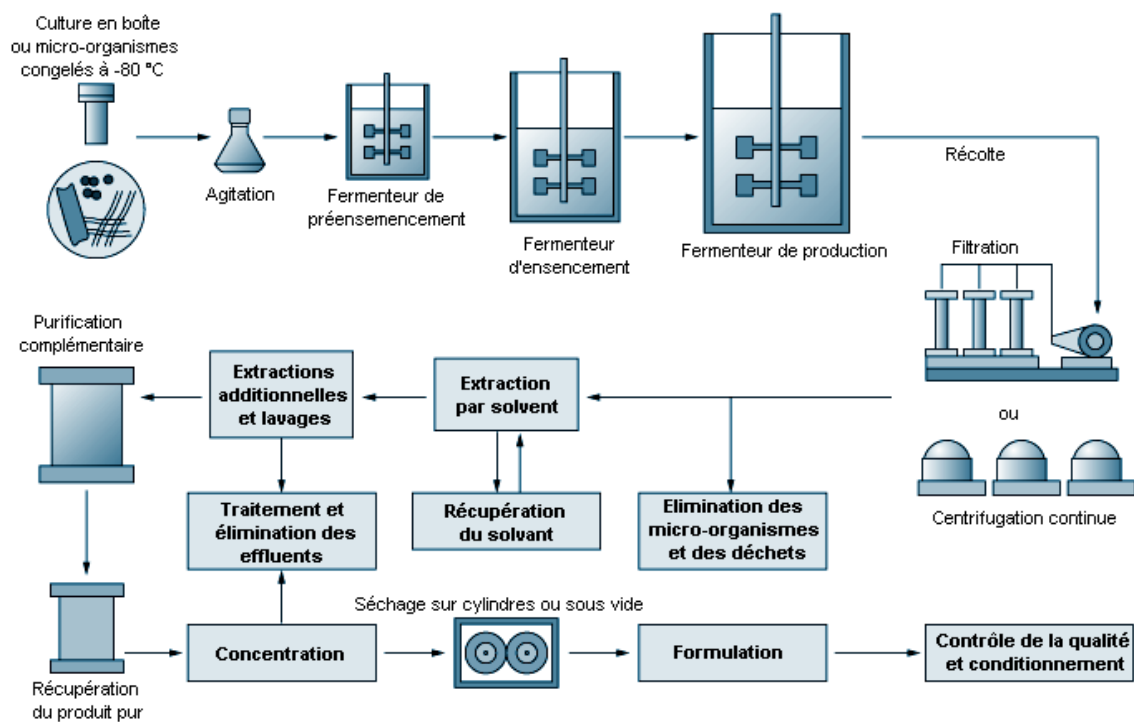 Culture en boîte
ou micro-organismes
congelés à -80 °C
Agitation
Fermenteur de
préensemencement
Fermenteur
d'ensencement
Fermenteur de production
Récolte
Filtration
ou
Centrifugation continue
Purification
complémentaire
Extractions
additionnelles
et lavages
Extraction
par solvent
Traitement et
élimination des
effluents
Récupération
du solvant
Elimination des
micro-organismes
et des déchets
Récupération
du produit pur
Concentration
Séchage sur cylindres ou sous vide
Formulation
Contrôle de la qualité
et conditionnement